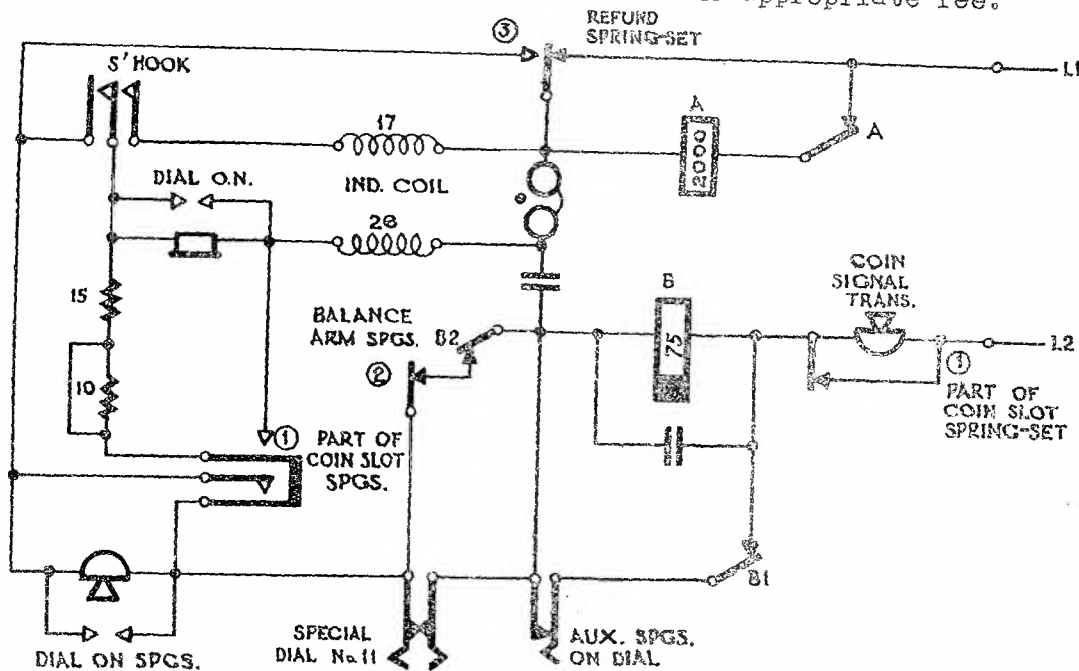 appropriate fee.
REFUND
SPRING-SET
③
L1
S' HOOK
17
A
2000
A
DIAL O.N.
IND. COIL
26
COIN
SIGNAL
TRANS.
15
BALANCE
ARM SPGS.
B2
B
75
L2
②
①
10
PART OF
COIN SLOT
SPRING-SET
①
PART OF
COIN SLOT
SPGS.
B1
SPECIAL
DIAL No. 11
AUX. SPGS.
ON DIAL
DIAL ON SPGS.